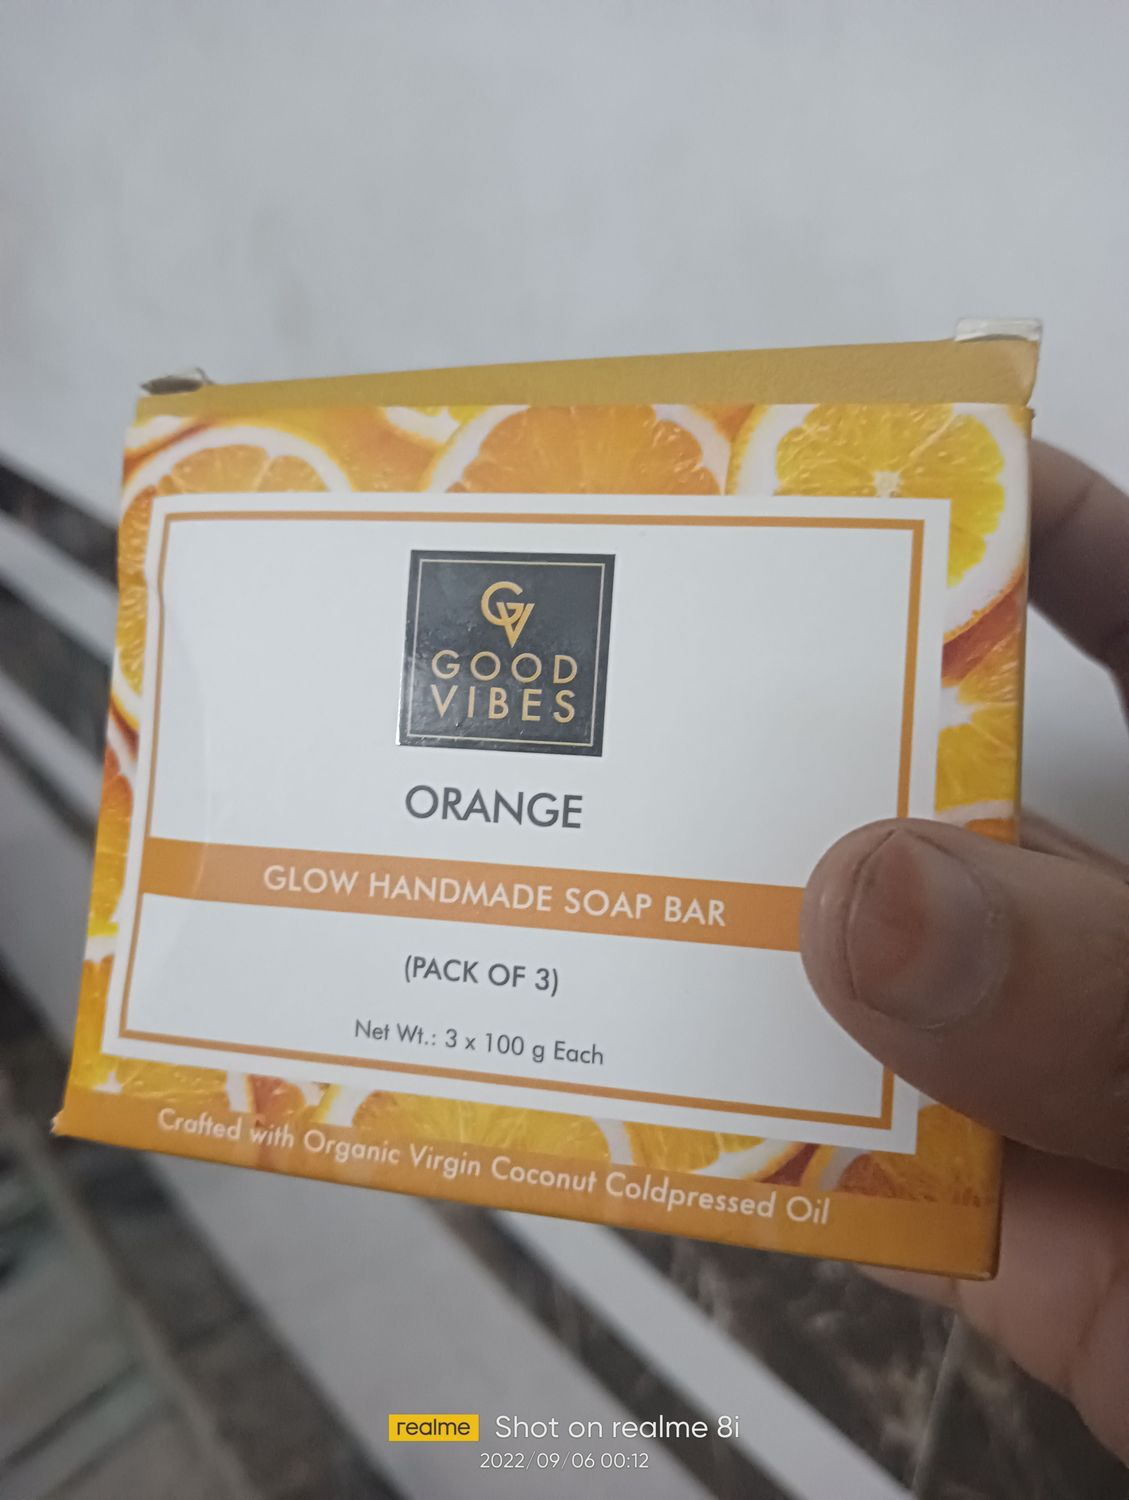 GV
GOOD
VIBES
ORANGE
GLOW HANDMADE SOAP BAR
(PACK OF 3)
Net Wt.: 3 x 100 g Each
Crafted with Organic Virgin Coconut Coldpressed Oil
realme Shot on realme 8i
2022/09/06 00:12